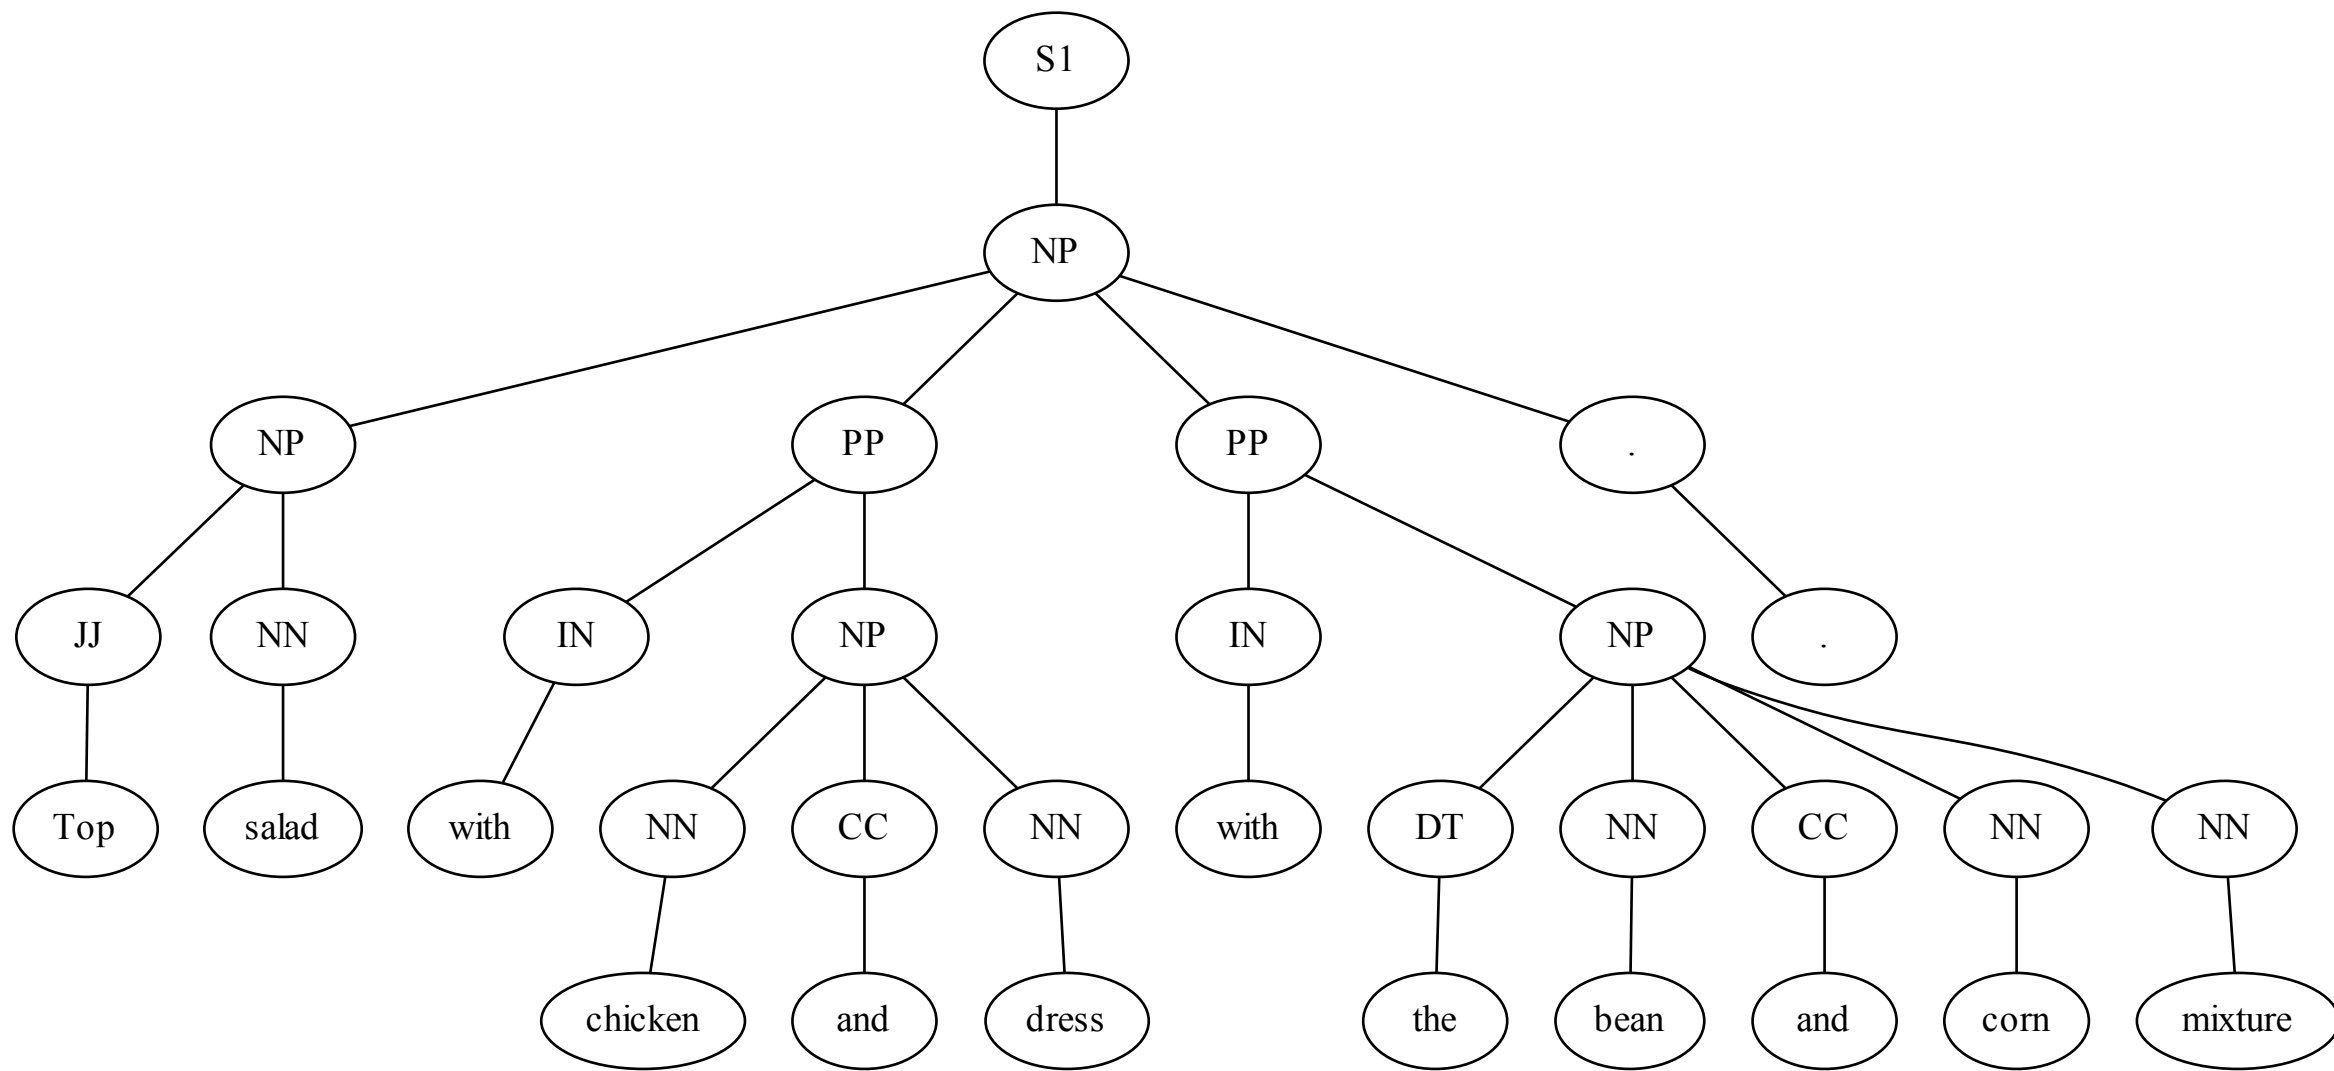 S1
NP
NP PP PP .
JJ NN IN NP IN NP .
Top salad with NN CC NN with DT NN CC NN NN
chicken and dress the bean and corn mixture